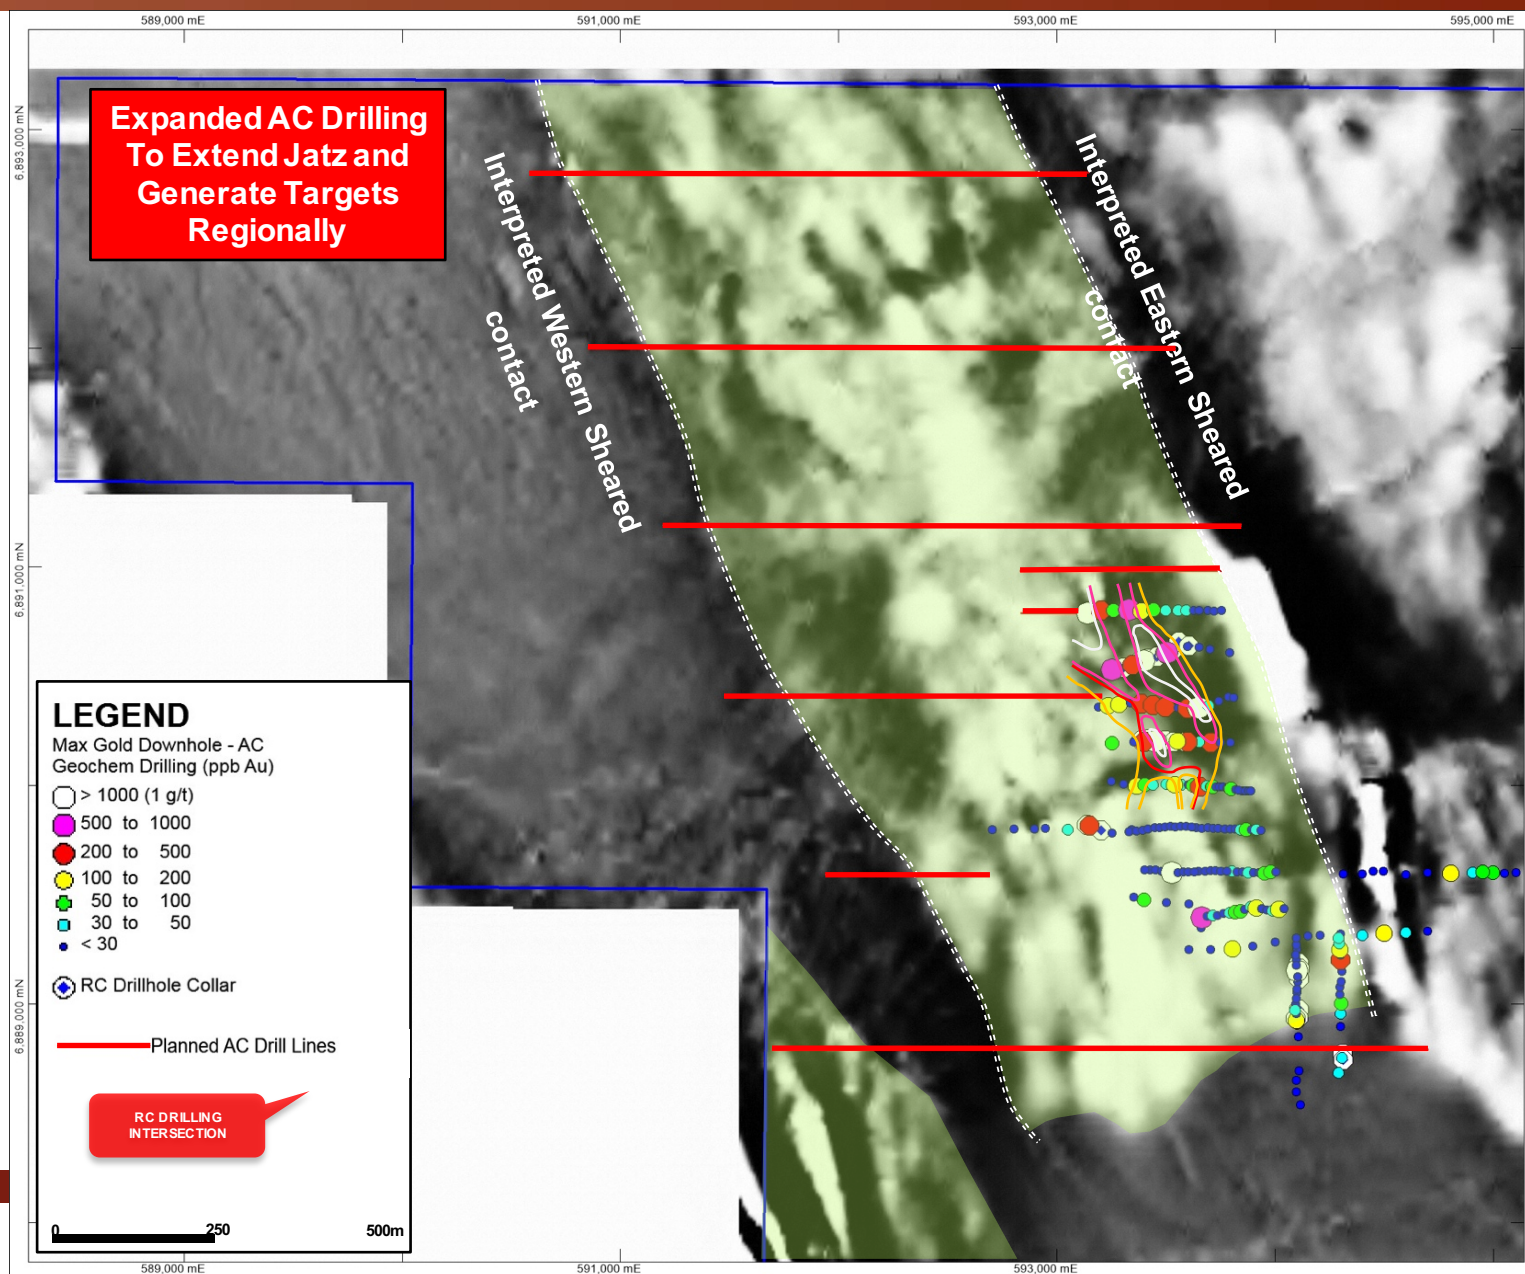 589,000 mE
591,000 mE
593,000 mE
595,000 mE
6,893,000 mN
6,891,000 mN
6,889,000 mN
Expanded AC Drilling
To Extend Jatz and
Generate Targets
Regionally
Interpreted Western Sheared
contact
Interpreted Eastern Sheared
contact
LEGEND
Max Gold Downhole - AC
Geochem Drilling (ppb Au)
> 1000 (1 g/t)
500 to 1000
200 to 500
100 to 200
50 to 100
30 to 50
< 30
RC Drillhole Collar
Planned AC Drill Lines
RC DRILLING
INTERSECTION
0 250 500m
589,000 mE
591,000 mE
593,000 mE